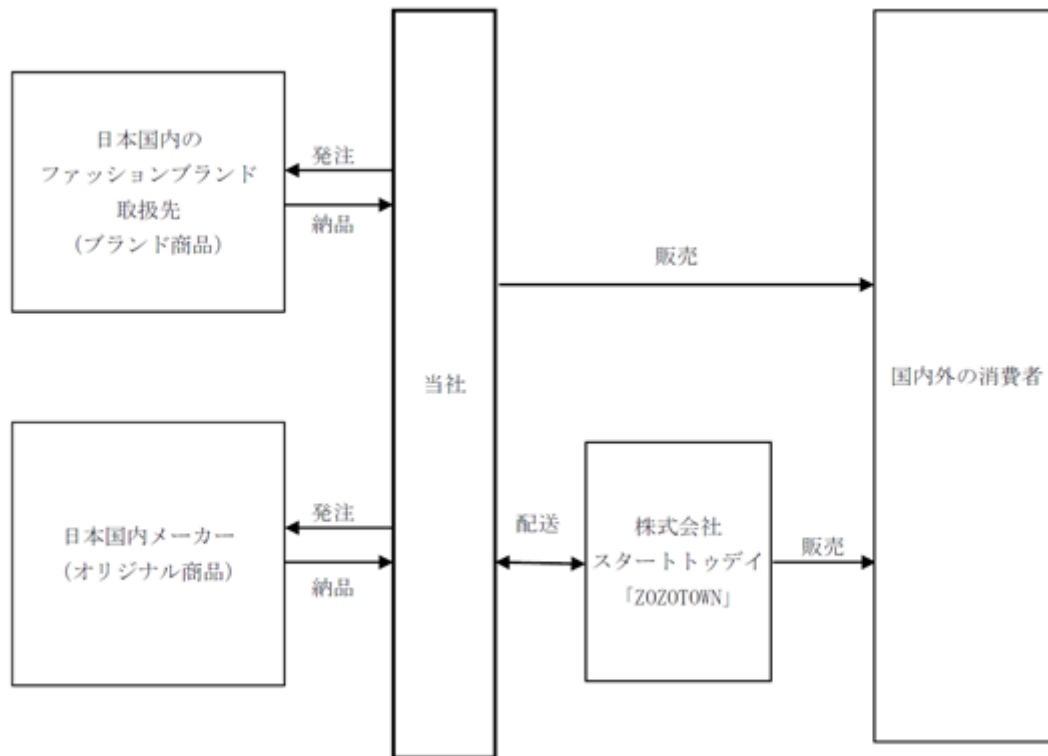 日本国内の
ファッションブランド
取扱先
(ブランド商品)
発注
納品
日本国内メーカー
(オリジナル商品)
発注
納品
当社
販売
配送
株式会社
スタートトゥデイ
「ZOZOTOWN」
販売
国内外の消費者